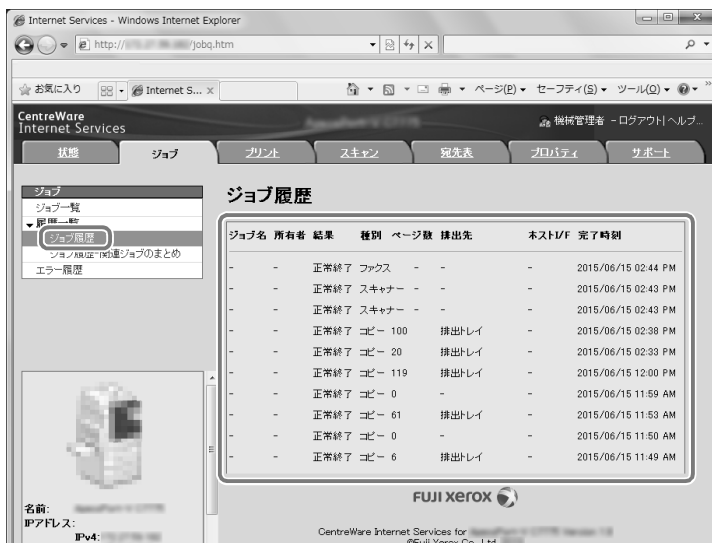 Internet Services - Windows Internet Explorer
http:// /jobq.htm
お気に入り Internet S... ページ(P) セーフティ(S) ツール(O)
CentreWare
Internet Services
機械管理者 - ログアウト| ヘルプ...
状態 ジョブ プリント スキャン 宛先表 プロパティ サポート
ジョブ
ジョブ一覧
履歴一覧
ジョブ履歴
ジョブ履歴-関連ジョブのまとめ
エラー履歴
ジョブ履歴
ジョブ名 所有者 結果 種別 ページ数 排出先 ホストI/F 完了時刻
- - 正常終了 ファクス - - - 2015/06/15 02:44 PM
- - 正常終了 スキャナー - - - 2015/06/15 02:43 PM
- - 正常終了 スキャナー - - - 2015/06/15 02:43 PM
- - 正常終了 コピー 100 排出トレイ - 2015/06/15 02:38 PM
- - 正常終了 コピー 20 排出トレイ - 2015/06/15 02:33 PM
- - 正常終了 コピー 119 排出トレイ - 2015/06/15 12:00 PM
- - 正常終了 コピー 0 - - 2015/06/15 11:59 AM
- - 正常終了 コピー 61 排出トレイ - 2015/06/15 11:53 AM
- - 正常終了 コピー 0 - - 2015/06/15 11:50 AM
- - 正常終了 コピー 6 排出トレイ - 2015/06/15 11:49 AM
名前:
IPアドレス:
IPv4:
FUJI XEROX
CentreWare Internet Services for
©Fuji Xerox Co., Ltd.